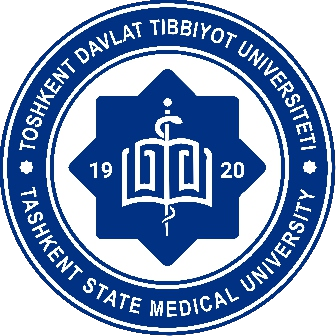 TOSHKENT DAVLAT TIBBIYOT UNIVERSITETI
19 20
TASHKENT STATE MEDICAL UNIVERSITY